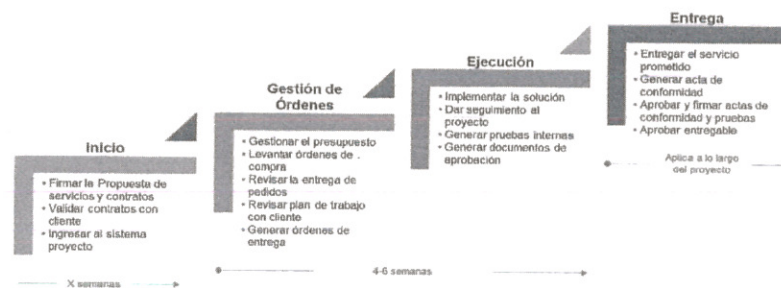 Inicio
• Firmar la Propuesta de
servicios y contratos
• Validar contratos con
cliente
• Ingresar al sistema
proyecto
X semanas
Gestión de
Órdenes
• Gestionar el presupuesto
• Levantar órdenes de .
compra
• Revisar la entrega de
pedidos
• Revisar plan de trabajo
con cliente
• Generar órdenes de
entrega
Ejecución
• Implementar la solución
• Dar seguimiento al
proyecto
• Generar pruebas internas
• Generar documentos de
aprobación
4-6 semanas
Entrega
• Entregar el servicio
prometido
• Generar acta de
conformidad
• Aprobar y firmar actas de
conformidad y pruebas
• Aprobar entregable
Aplica a lo largo
del proyecto